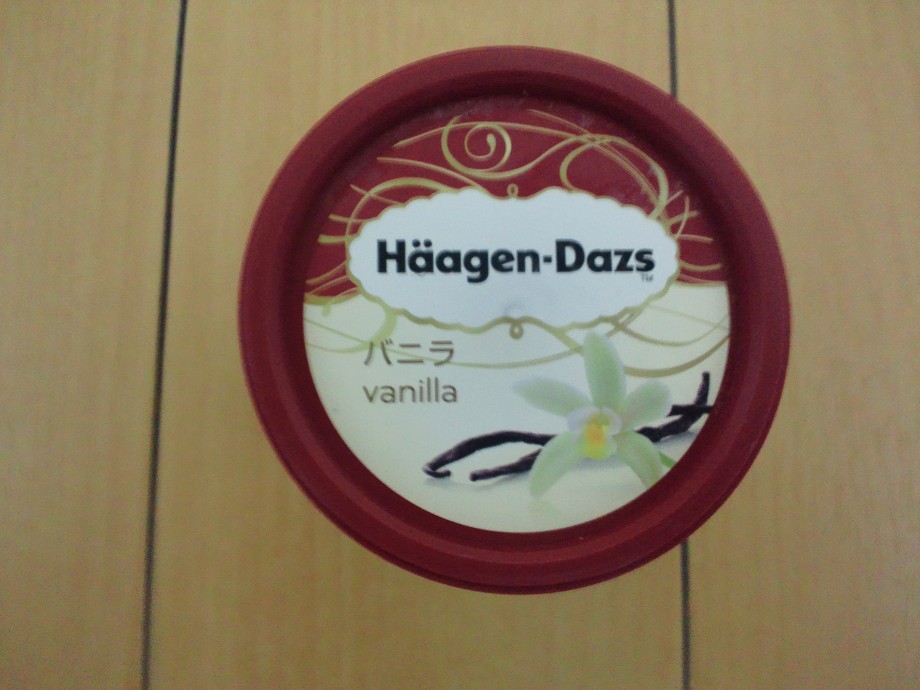 Häagen-Dazs
TM
バニラ
vanilla